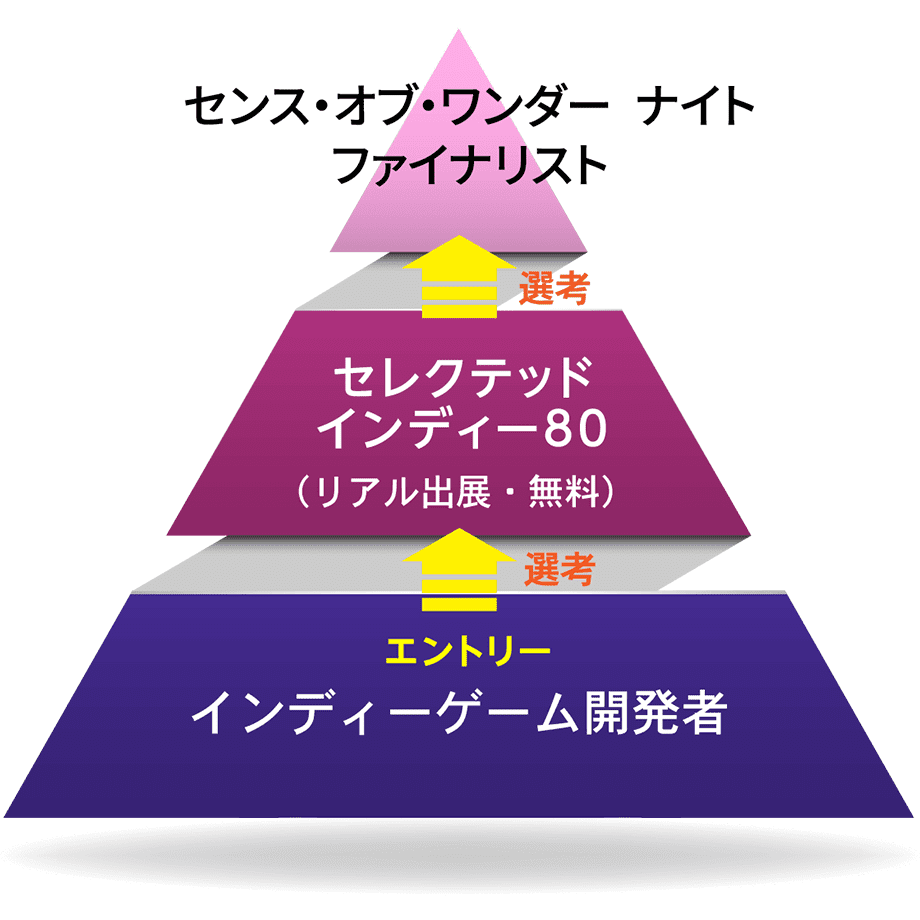 センス・オブ・ワンダー ナイト
ファイナリスト
選考
セレクテッド
インディー80
（リアル出展・無料）
選考
エントリー
インディーゲーム開発者